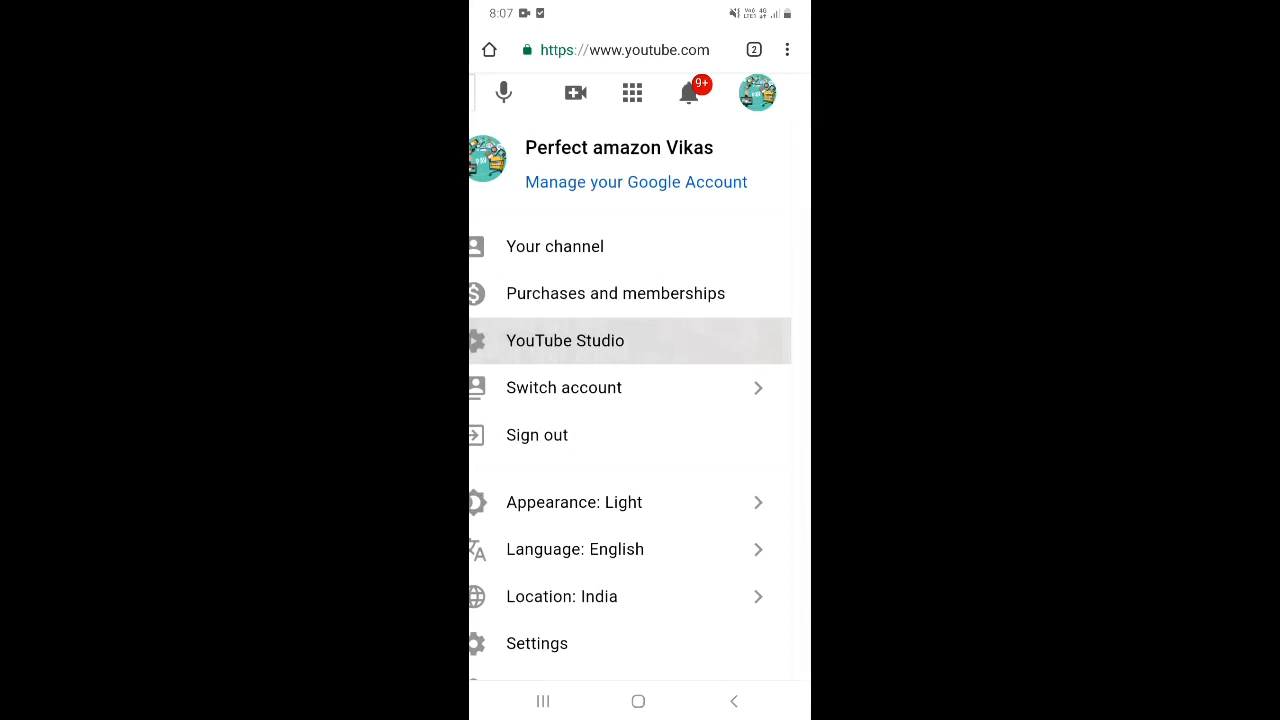 8:07
https://www.youtube.com
2
9+
Perfect amazon Vikas
Manage your Google Account
Your channel
Purchases and memberships
YouTube Studio
Switch account
Sign out
Appearance: Light
Language: English
Location: India
Settings